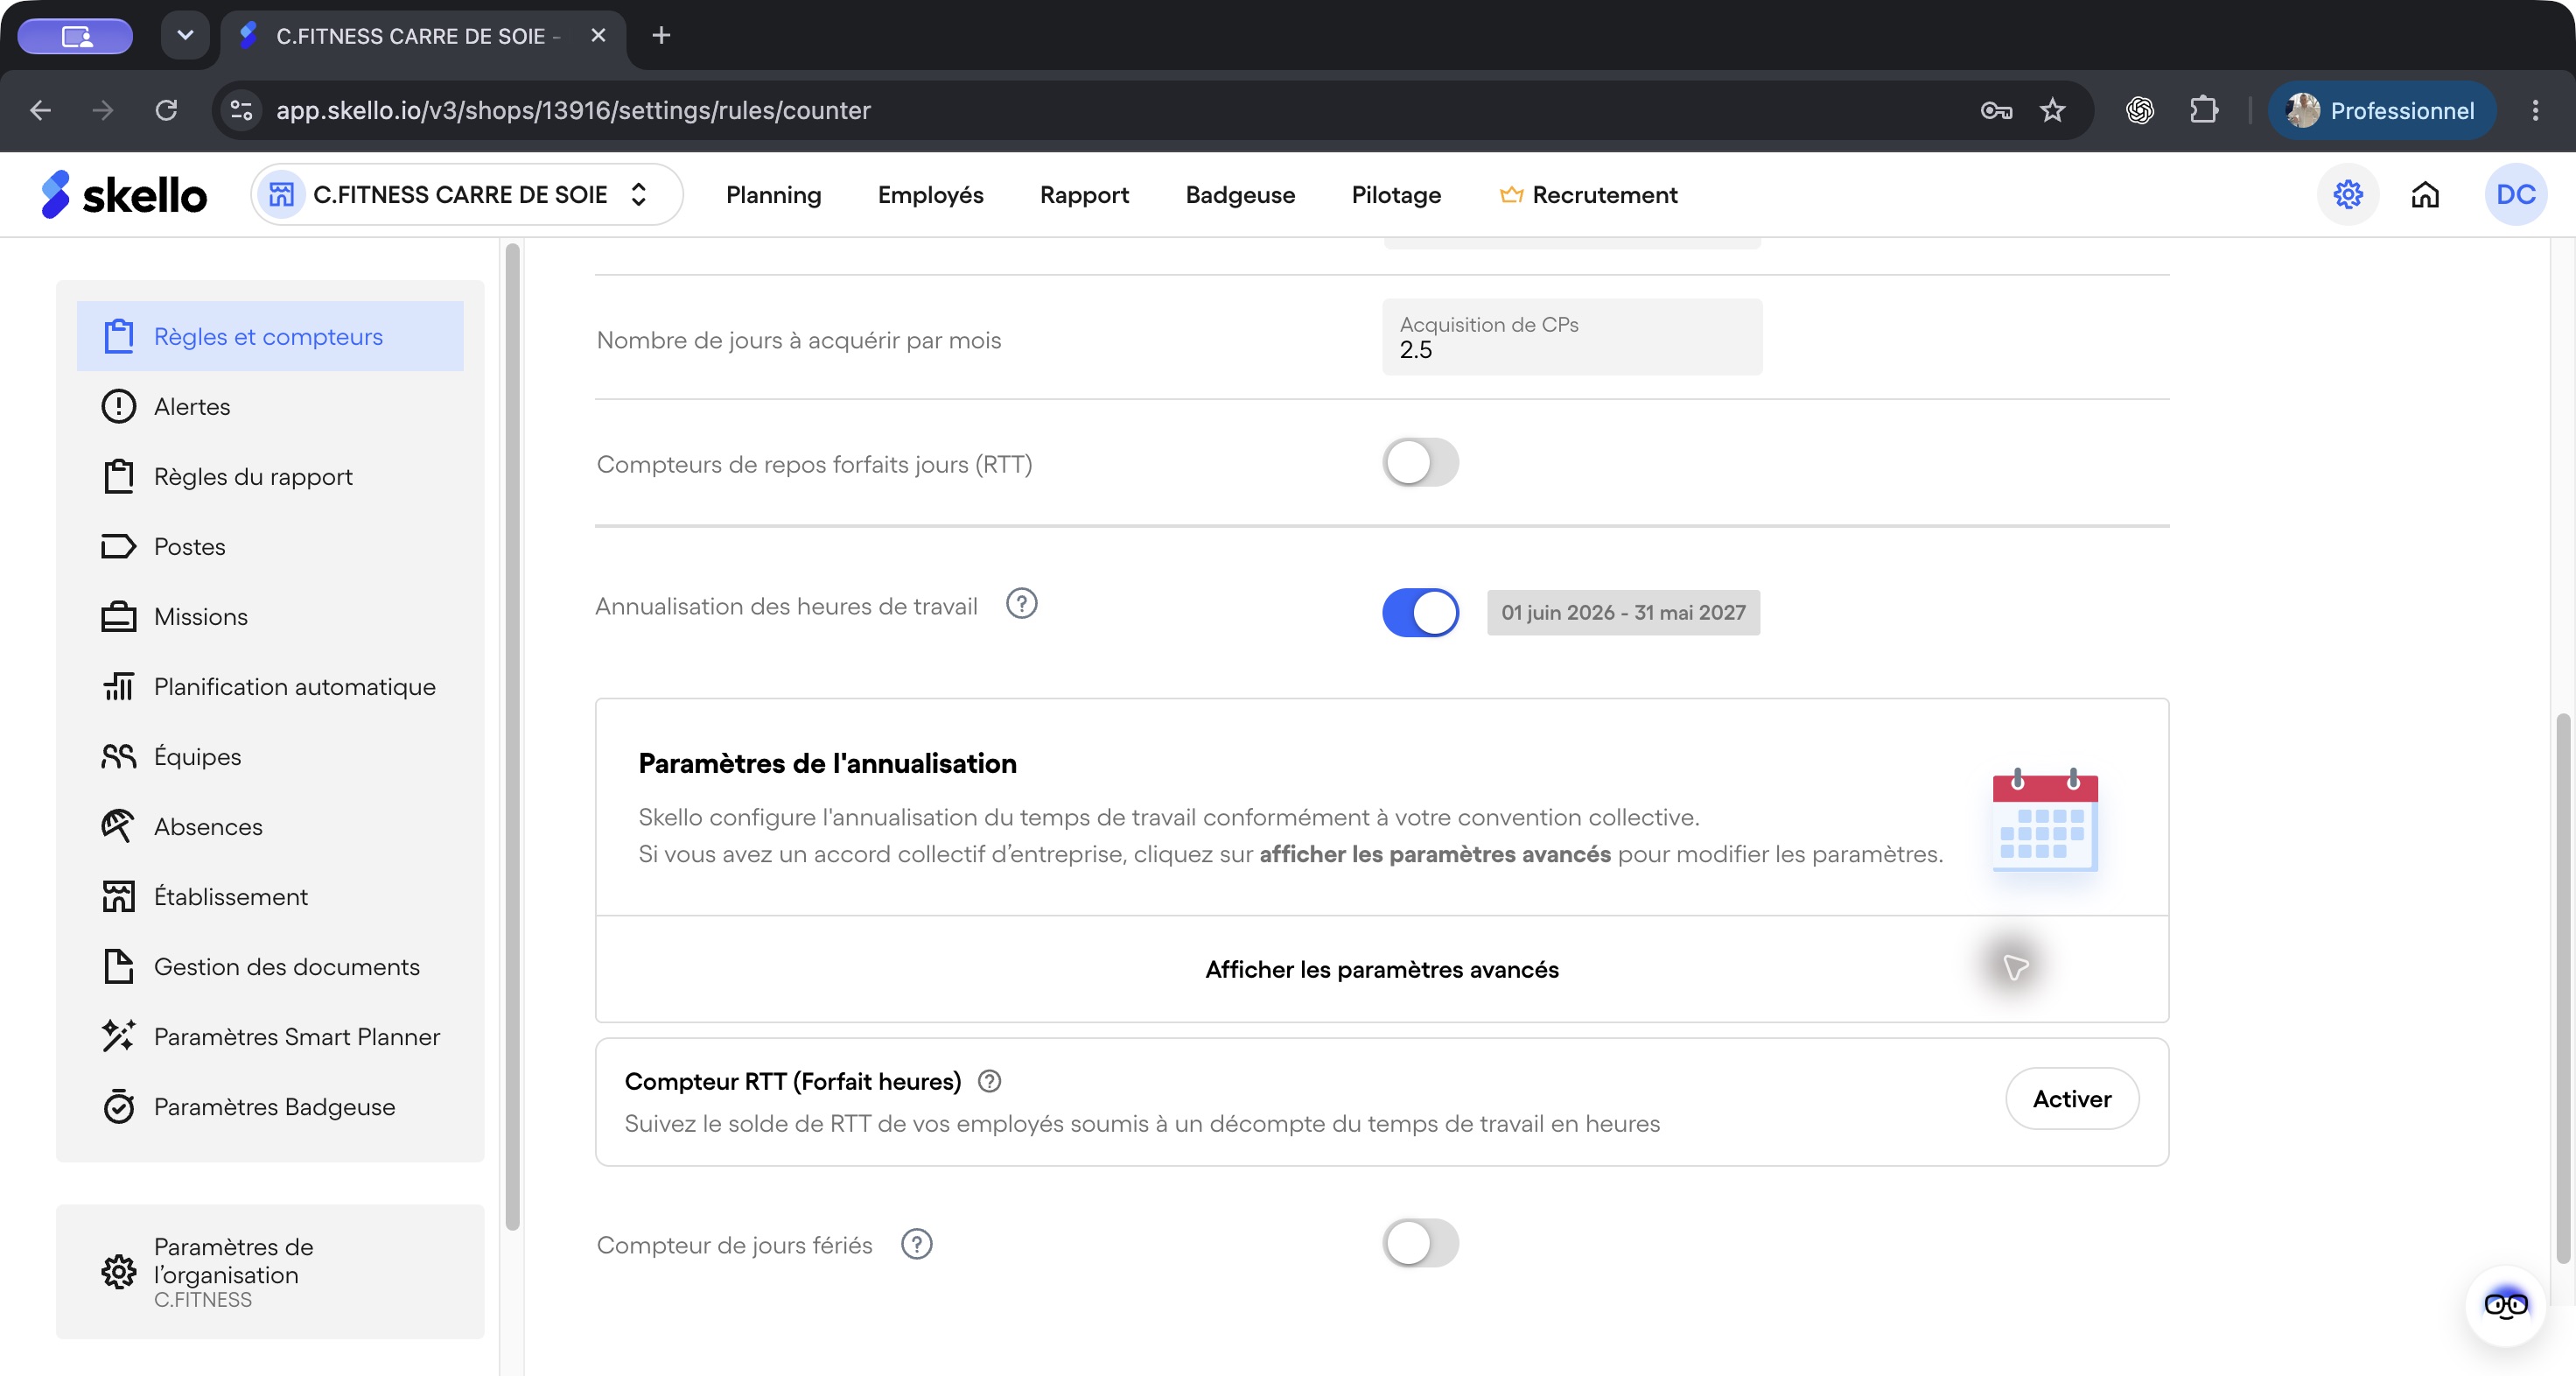 C.FITNESS CARRE DE SOIE -
app.skello.io/v3/shops/13916/settings/rules/counter
Professionnel
skello
C.FITNESS CARRE DE SOIE
Planning
Employés
Rapport
Badgeuse
Pilotage
Recrutement
DC
Règles et compteurs
Alertes
Règles du rapport
Postes
Missions
Planification automatique
Équipes
Absences
Établissement
Gestion des documents
Paramètres Smart Planner
Paramètres Badgeuse
Paramètres de
l’organisation
C.FITNESS
Nombre de jours à acquérir par mois
Acquisition de CPs
2.5
Compteurs de repos forfaits jours (RTT)
Annualisation des heures de travail
01 juin 2026 - 31 mai 2027
Paramètres de l'annualisation
Skello configure l'annualisation du temps de travail conformément à votre convention collective.
Si vous avez un accord collectif d’entreprise, cliquez sur afficher les paramètres avancés pour modifier les paramètres.
Afficher les paramètres avancés
Compteur RTT (Forfait heures)
Suivez le solde de RTT de vos employés soumis à un décompte du temps de travail en heures
Activer
Compteur de jours fériés